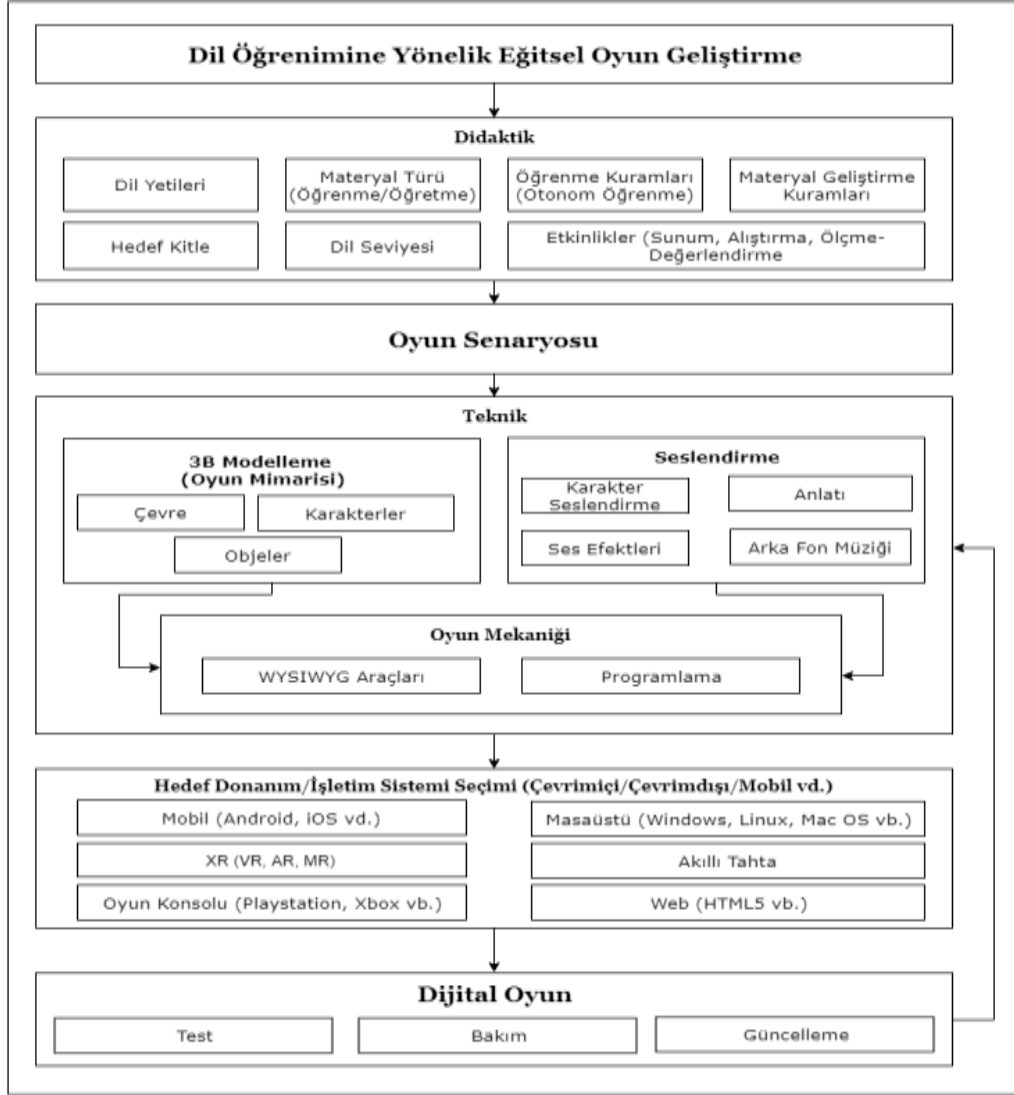 Dil Öğrenimine Yönelik Eğitsel Oyun Geliştirme
Didaktik
Dil Yetileri
Materyal Türü
(Öğrenme/Öğretme)
Öğrenme Kuramları
(Otonom Öğrenme)
Materyal Geliştirme
Kuramları
Hedef Kitle
Dil Seviyesi
Etkinlikler (Sunum, Alıştırma, Ölçme-
Değerlendirme
Oyun Senaryosu
Teknik
3B Modelleme
(Oyun Mimarisi)
Çevre
Karakterler
Objeler
Seslendirme
Karakter
Seslendirme
Anlatı
Ses Efektleri
Arka Fon Müziği
Oyun Mekaniği
WYSIWYG Araçları
Programlama
Hedef Donanım/İşletim Sistemi Seçimi (Çevrimiçi/Çevrimdışı/Mobil vd.)
Mobil (Android, iOS vd.)
Masaüstü (Windows, Linux, Mac OS vb.)
XR (VR, AR, MR)
Akıllı Tahta
Oyun Konsolu (Playstation, Xbox vb.)
Web (HTML5 vb.)
Dijital Oyun
Test
Bakım
Güncelleme